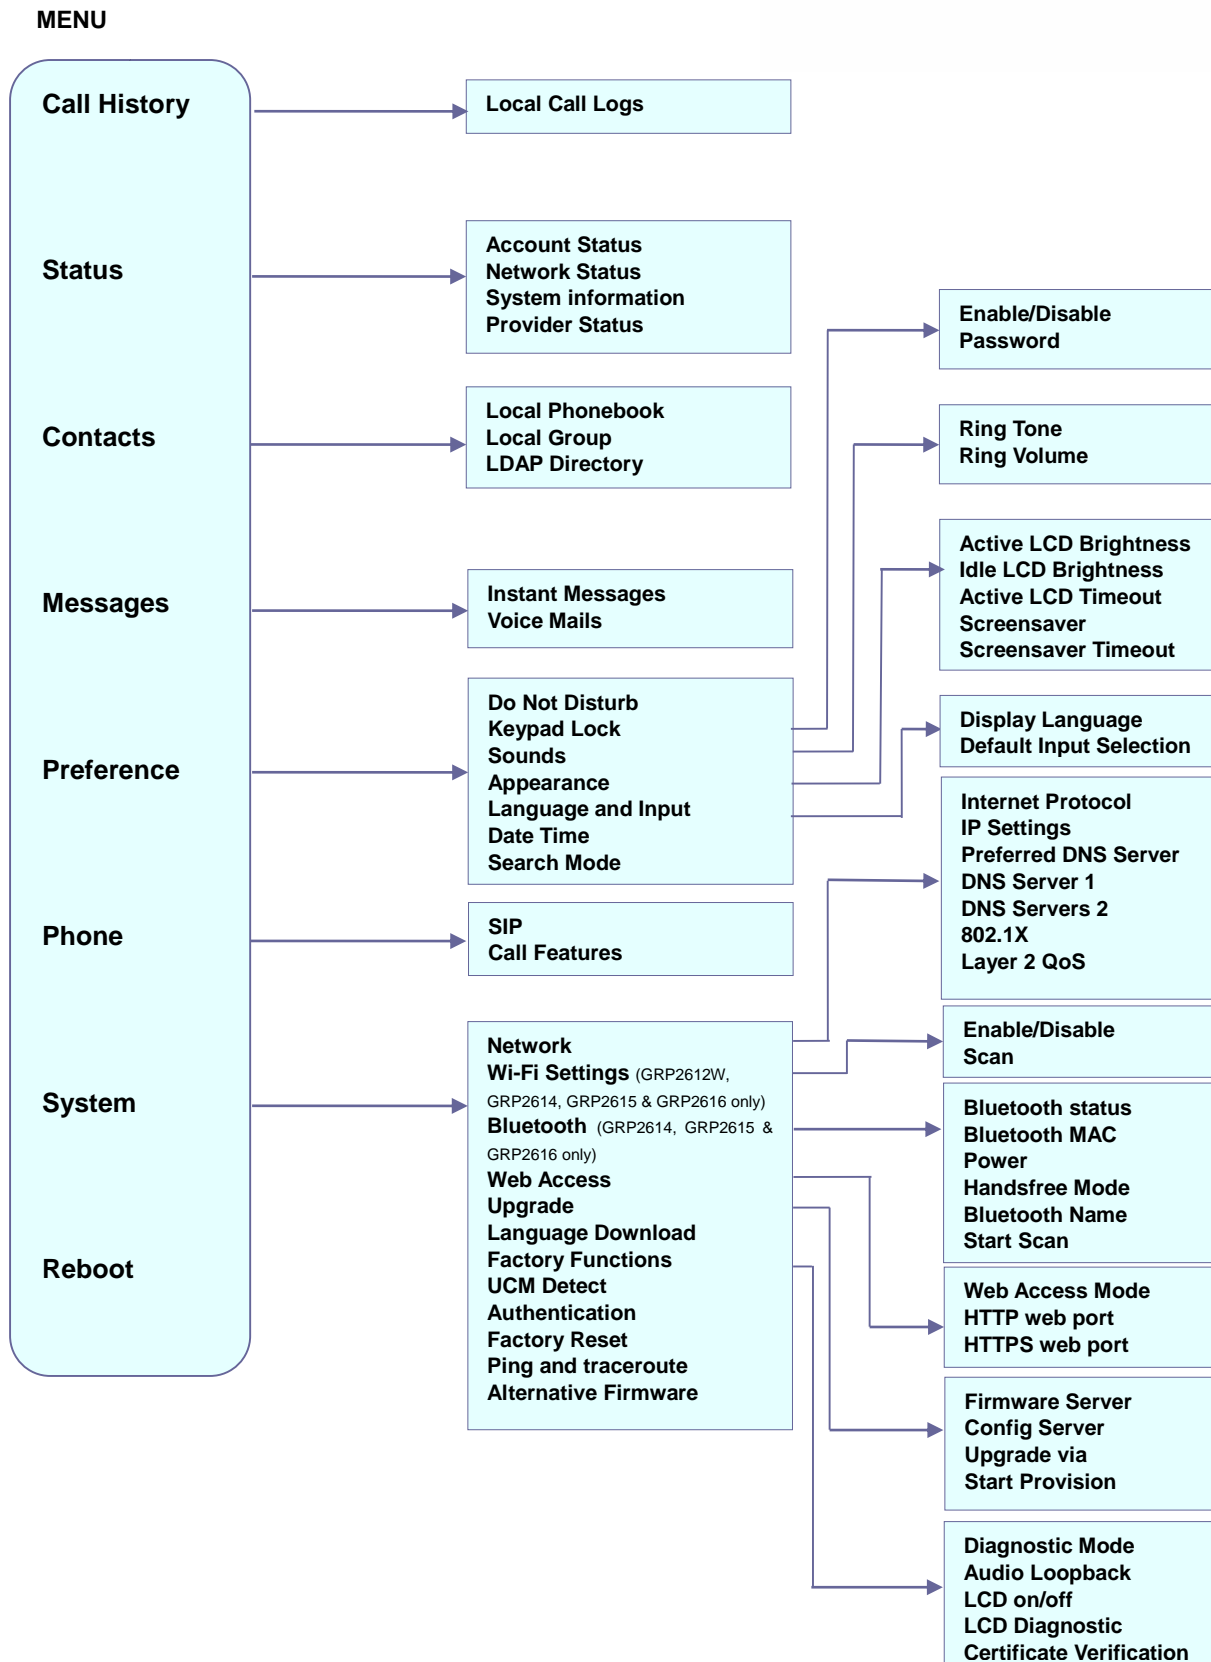 MENU
Call History
Status
Contacts
Messages
Preference
Phone
System
Reboot
Local Call Logs
Account Status
Network Status
System information
Provider Status
Local Phonebook
Local Group
LDAP Directory
Instant Messages
Voice Mails
Do Not Disturb
Keypad Lock
Sounds
Appearance
Language and Input
Date Time
Search Mode
SIP
Call Features
Network
Wi-Fi Settings (GRP2612W,
GRP2614, GRP2615 & GRP2616 only)
Bluetooth (GRP2614, GRP2615 &
GRP2616 only)
Web Access
Upgrade
Language Download
Factory Functions
UCM Detect
Authentication
Factory Reset
Ping and traceroute
Alternative Firmware
Enable/Disable
Password
Ring Tone
Ring Volume
Active LCD Brightness
Idle LCD Brightness
Active LCD Timeout
Screensaver
Screensaver Timeout
Display Language
Default Input Selection
Internet Protocol
IP Settings
Preferred DNS Server
DNS Server 1
DNS Servers 2
802.1X
Layer 2 QoS
Enable/Disable
Scan
Bluetooth status
Bluetooth MAC
Power
Handsfree Mode
Bluetooth Name
Start Scan
Web Access Mode
HTTP web port
HTTPS web port
Firmware Server
Config Server
Upgrade via
Start Provision
Diagnostic Mode
Audio Loopback
LCD on/off
LCD Diagnostic
Certificate Verification